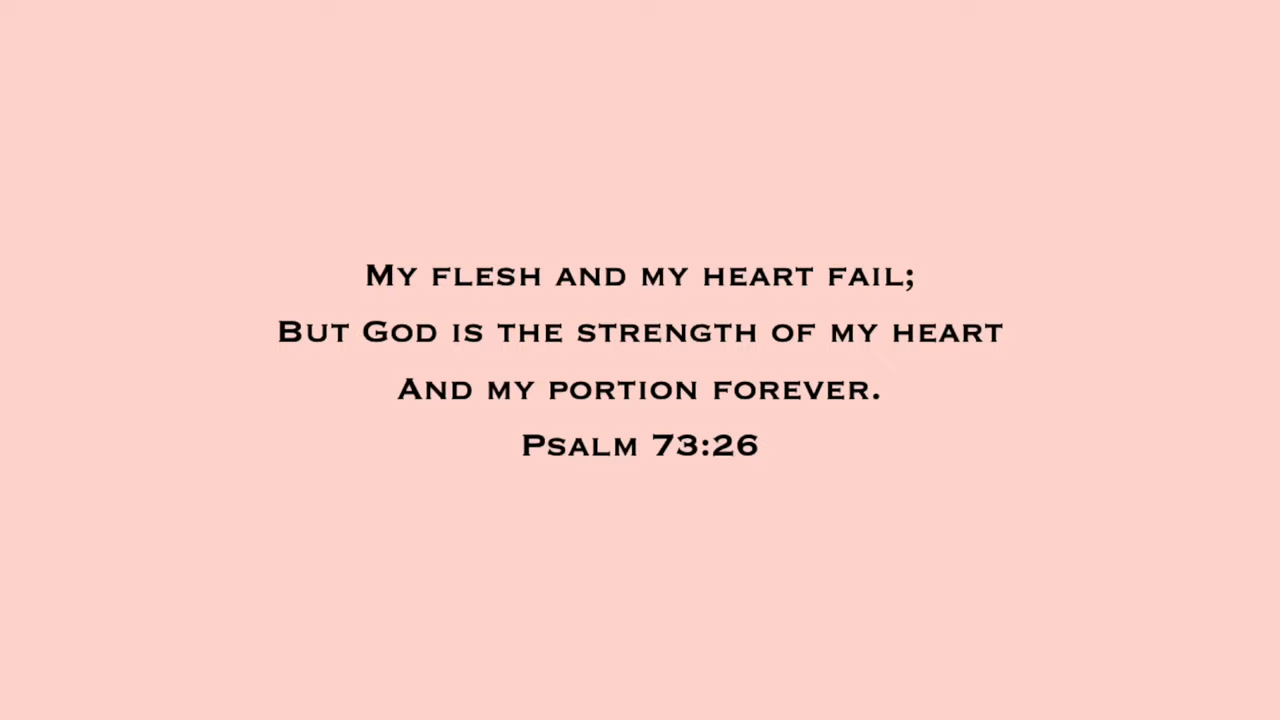 My flesh and my heart fail;
But God is the strength of my heart
And my portion forever.
Psalm 73:26